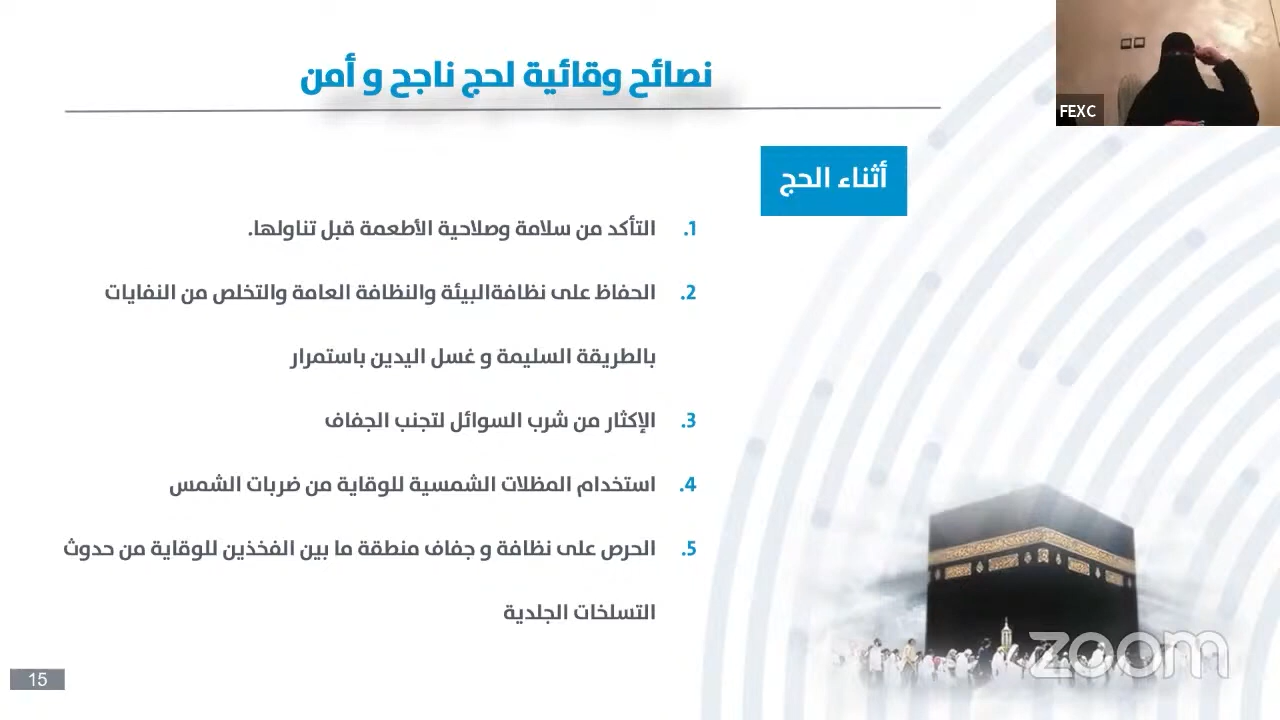 نصائح وقائية لحج ناجح و أمن
FEXC
أثناء الحج
1. التأكد من سلامة وصلاحية الأطعمة قبل تناولها.
2. الحفاظ على نظافةالبيئة والنظافة العامة والتخلص من النفايات
بالطريقة السليمة و غسل اليدين باستمرار
3. الإكثار من شرب السوائل لتجنب الجفاف
4. استخدام المظلات الشمسية للوقاية من ضربات الشمس
5. الحرص على نظافة و جفاف منطقة ما بين الفخذين للوقاية من حدوث
التسلخات الجلدية
zoom
15